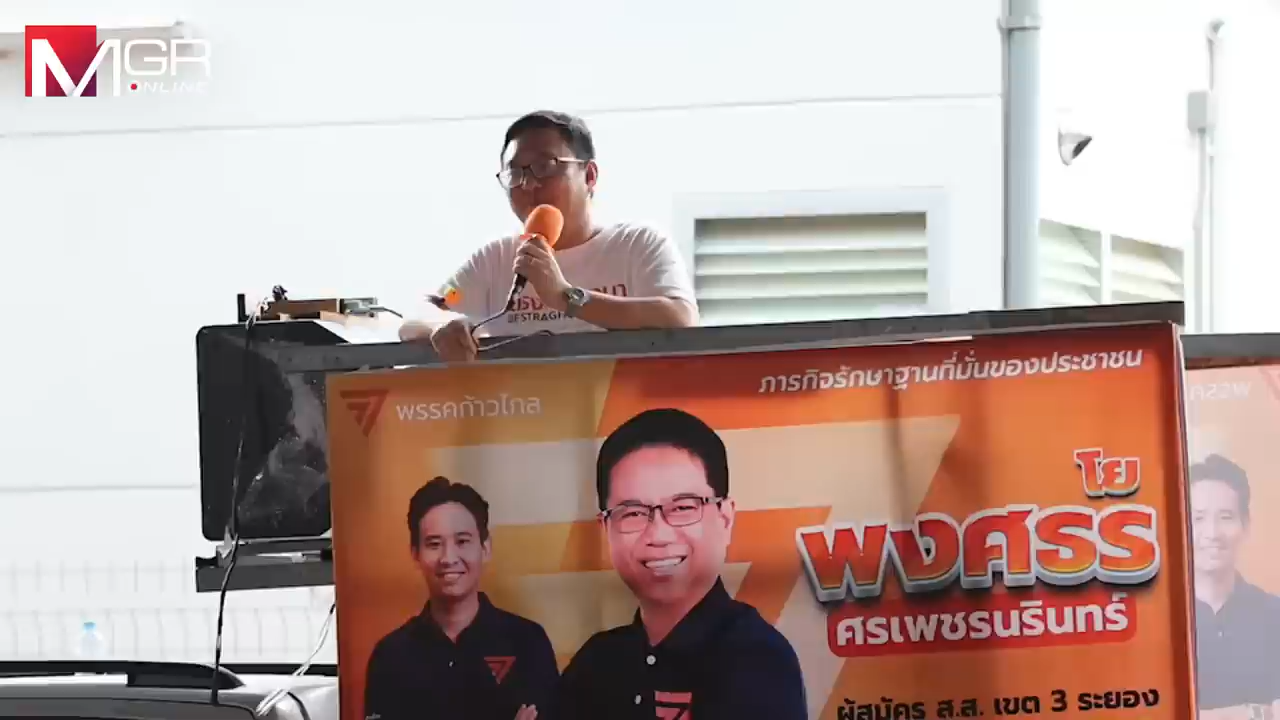 MGR
ONLINE
ภารกิจรักษาฐานที่มั่นของประชาชน
พรรคก้าวไกล
โย
พงศธร
ศรเพชรนรินทร์
ผู้สมัคร ส.ส. เขต 3 ระยอง